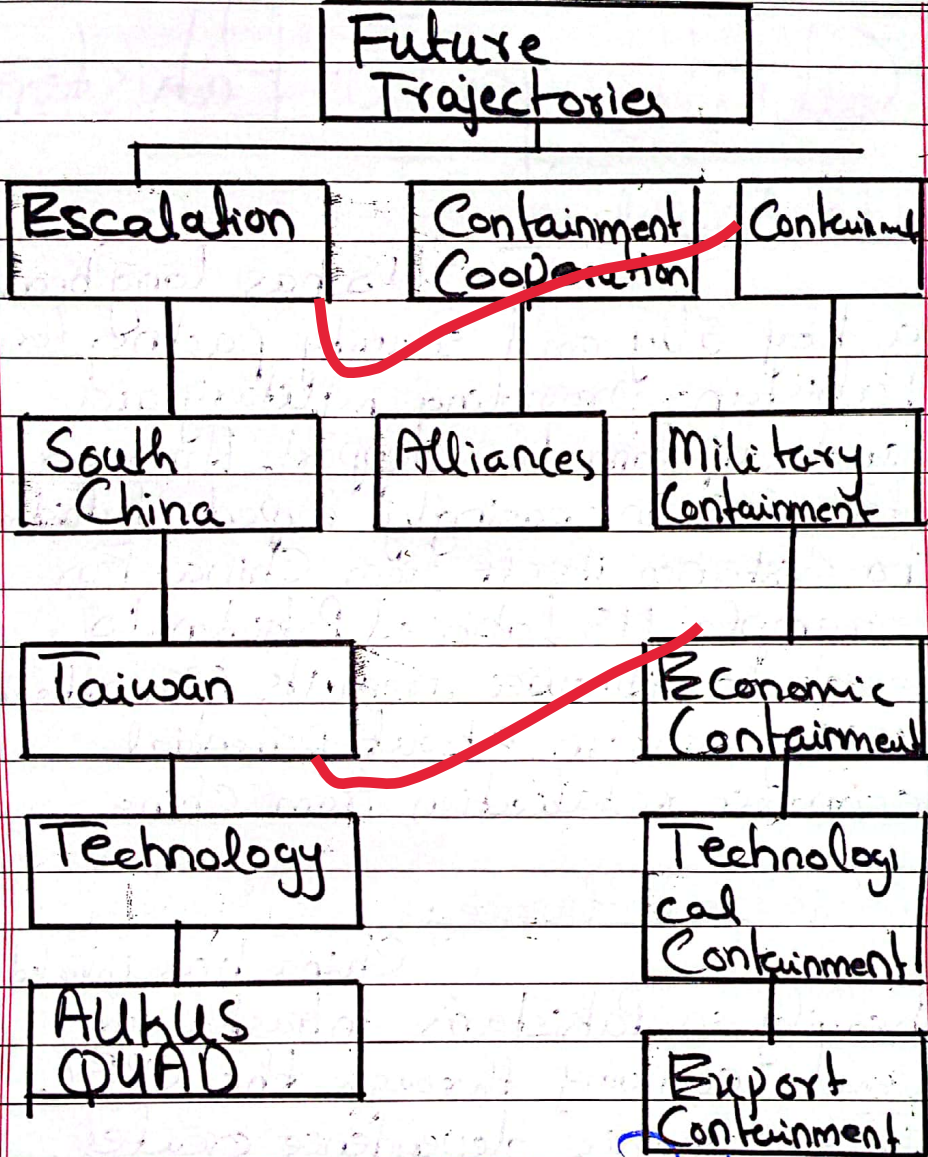 Future
Trajectories
Escalation
Containment
Cooperation
Containment
South
China
Alliances
Military
Containment
Taiwan
Economic
Containment
Technology
Technologi
cal
Containment
AUKUS
QUAD
Export
Containment